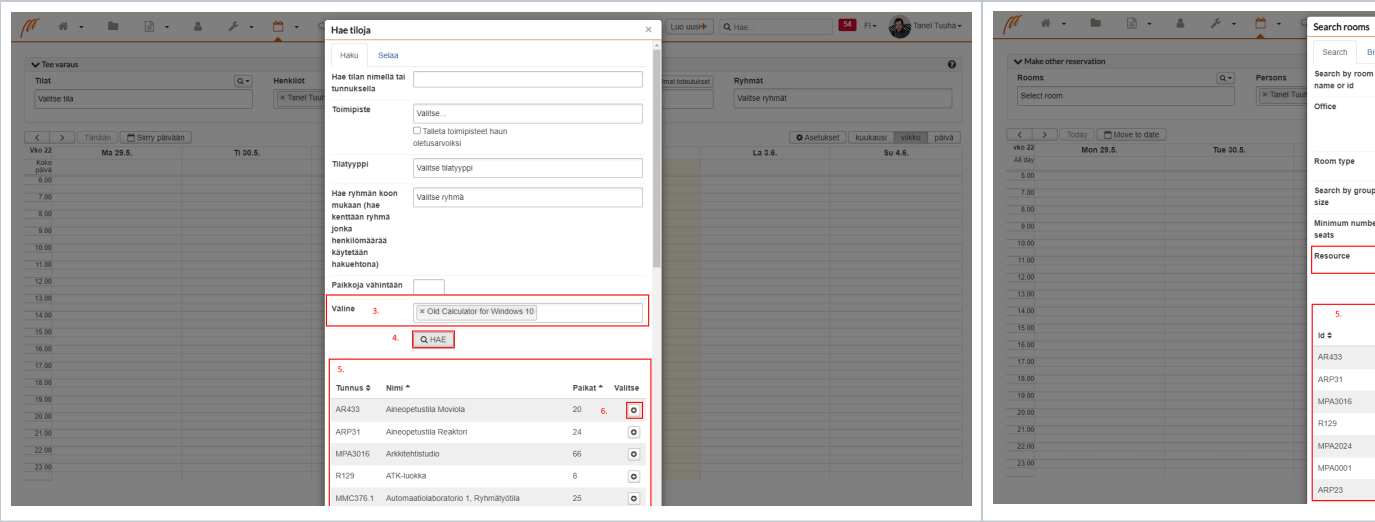 Luo uusi+
Hae...
54
FI
Tanel Tuuha
Tee varaus
Tilat
Henkilöt
Valitse tila
× Tanel Tuuh
mat toteutukset
Ryhmät
Valitse ryhmät
Tänään
Siirry päivään
Asetukset
kuukausi
viikko
päivä
Vko 22
Ma 29.5.
Ti 30.5.
La 3.6.
Su 4.6.
Koko
päivä
6.00
7.00
8.00
9.00
10.00
11.00
12.00
13.00
14.00
15.00
16.00
17.00
18.00
19.00
20.00
21.00
22.00
23.00
Hae tiloja
×
Haku
Selaa
Hae tilan nimellä tai
tunnuksella
Toimipiste
Valitse...
Talleta toimipisteet haun
oletusarvoiksi
Tilatyyppi
Valitse tilatyyppi
Hae ryhmän koon
mukaan (hae
kenttään ryhmä
jonka
henkilömäärää
käytetään
hakuehtona)
Valitse ryhmä
Paikkoja vähintään
Väline
3.
× Old Calculator for Windows 10
4.
HAE
5.
Tunnus
Nimi
Paikat
Valitse
AR433 Aineopetustila Moviola 20
6.
ARP31 Aineopetustila Reaktori 24
MPA3016 Arkkitehtistudio 66
R129 ATK-luokka 8
MMC376.1 Automaatiolaboratorio 1, Ryhmätyötila 25
Make other reservation
Rooms
Persons
Select room
× Tanel Tuuh
Today
Move to date
vko 22
Mon 29.5.
Tue 30.5.
All day
6.00
7.00
8.00
9.00
10.00
11.00
12.00
13.00
14.00
15.00
16.00
17.00
18.00
19.00
20.00
21.00
22.00
23.00
Search rooms
Search
Br
Search by room
name or id
Office
Room type
Search by group
size
Minimum numbe
seats
Resource
5.
Id
AR433
ARP31
MPA3016
R129
MPA2024
MPA0001
ARP23